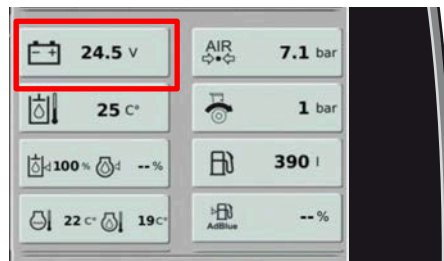 24.5 V
AIR 7.1 bar
25 C°
1 bar
100 % --%
390 l
22 C° 19C°
AdBlue --%